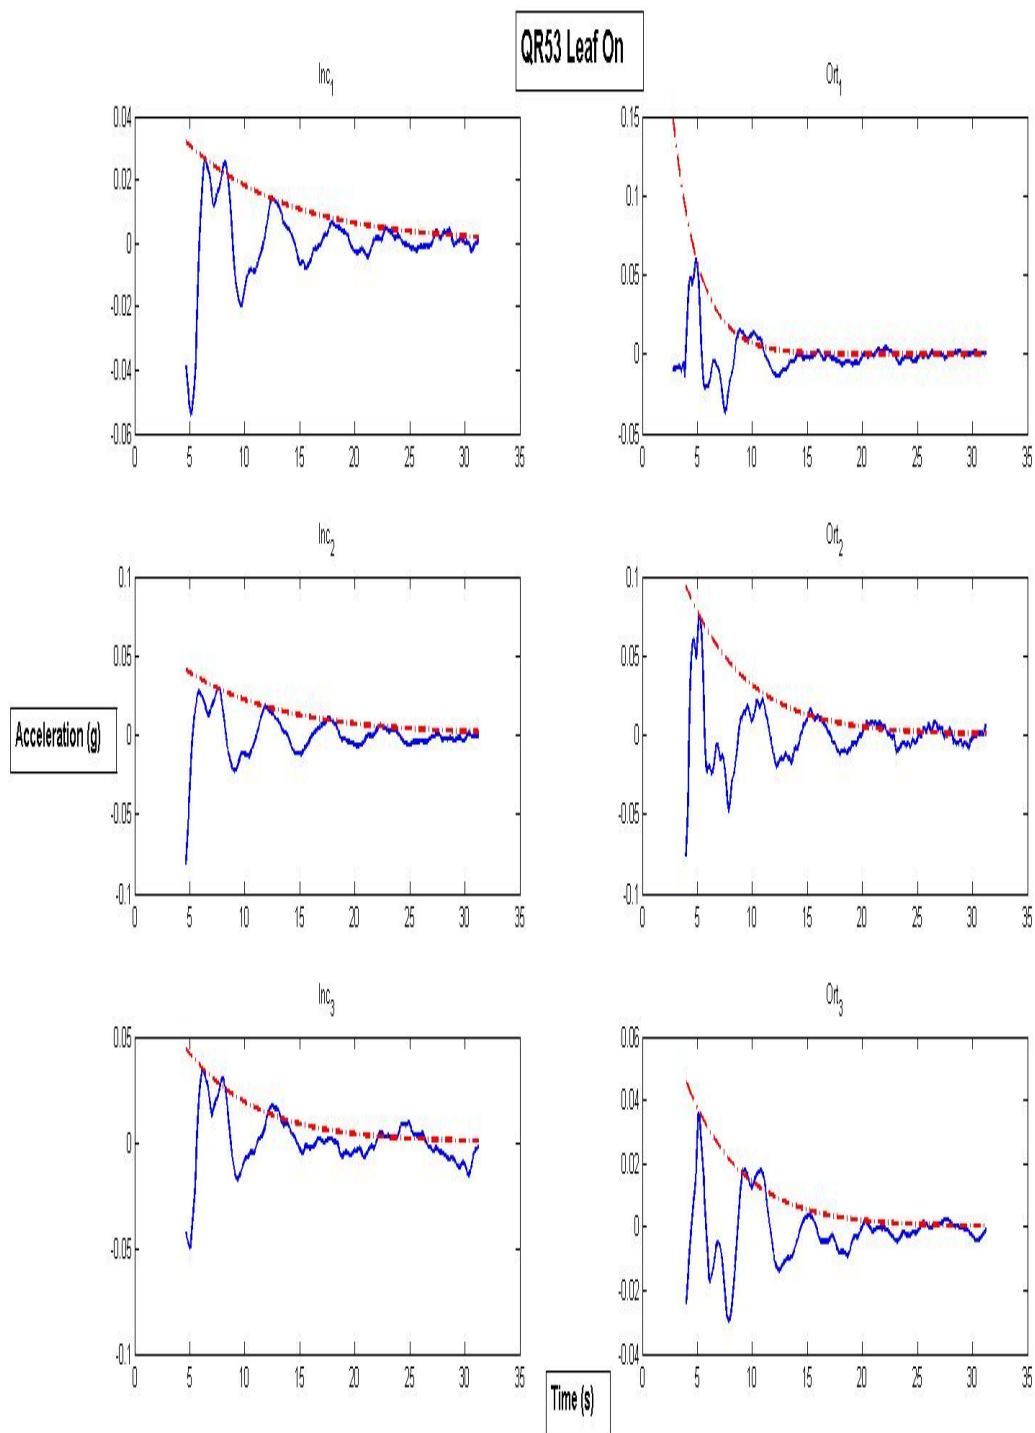 QR53 Leaf On
Inc1 Ort1
0.04 0.15
0.02 0.1
0 0.05
-0.02 0
-0.04 -0.05
-0.06
0 5 10 15 20 25 30 35 0 5 10 15 20 25 30 35
Inc2 Ort2
0.1 0.1
0.05 0.05
Acceleration (g) 0 0
-0.05 -0.05
-0.1 -0.1
0 5 10 15 20 25 30 35 0 5 10 15 20 25 30 35
Inc3 Ort3
0.05 0.06
0 0.04
-0.05 0.02
-0.1 0
-0.02
-0.04
0 5 10 15 20 25 30 35 0 5 10 15 20 25 30 35
Time (s)